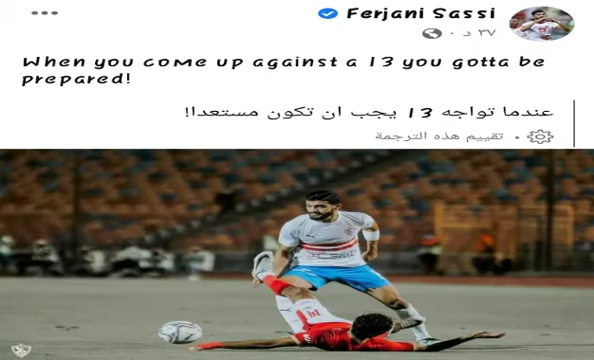 Ferjani Sassi
٣٧ د ·
When you come up against a 13 you gotta be
prepared!
عندما تواجه 13 يجب ان تكون مستعدا!
تقييم هذه الترجمة ·